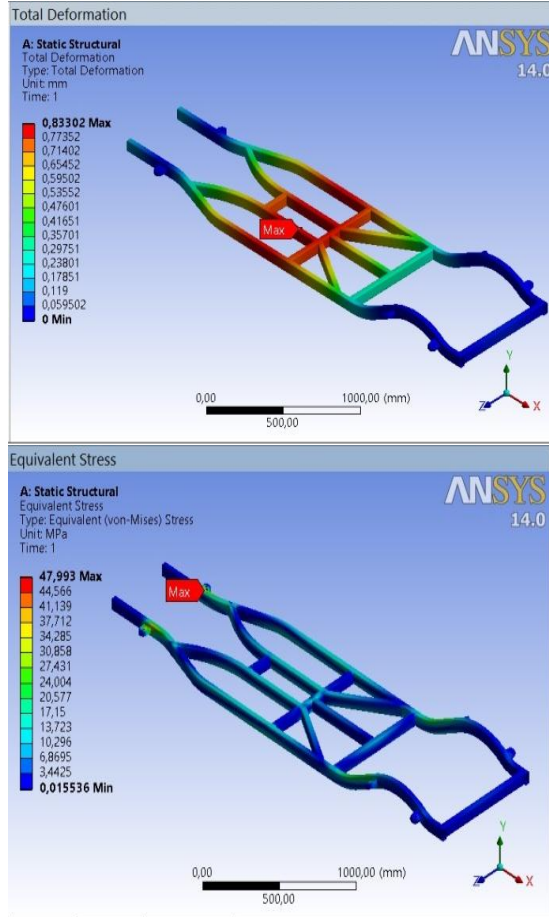 Total Deformation
A: Static Structural
Total Deformation
Type: Total Deformation
Unit: mm
Time: 1
ANSYS
14.0
0,83302 Max
0,77352
0,71402
0,65452
0,59502
0,53552
0,47601
0,41651
0,35701
0,29751
0,23801
0,17851
0,119
0,059502
0 Min
Max
0,00
1000,00 (mm)
500,00
Y
Z
X
Equivalent Stress
A: Static Structural
Equivalent Stress
Type: Equivalent (von-Mises) Stress
Unit: MPa
Time: 1
ANSYS
14.0
47,993 Max
44,566
41,139
37,712
34,285
30,858
27,431
24,004
20,577
17,15
13,723
10,296
6,8695
3,4425
0,015536 Min
Max
0,00
1000,00 (mm)
500,00
Y
Z
X